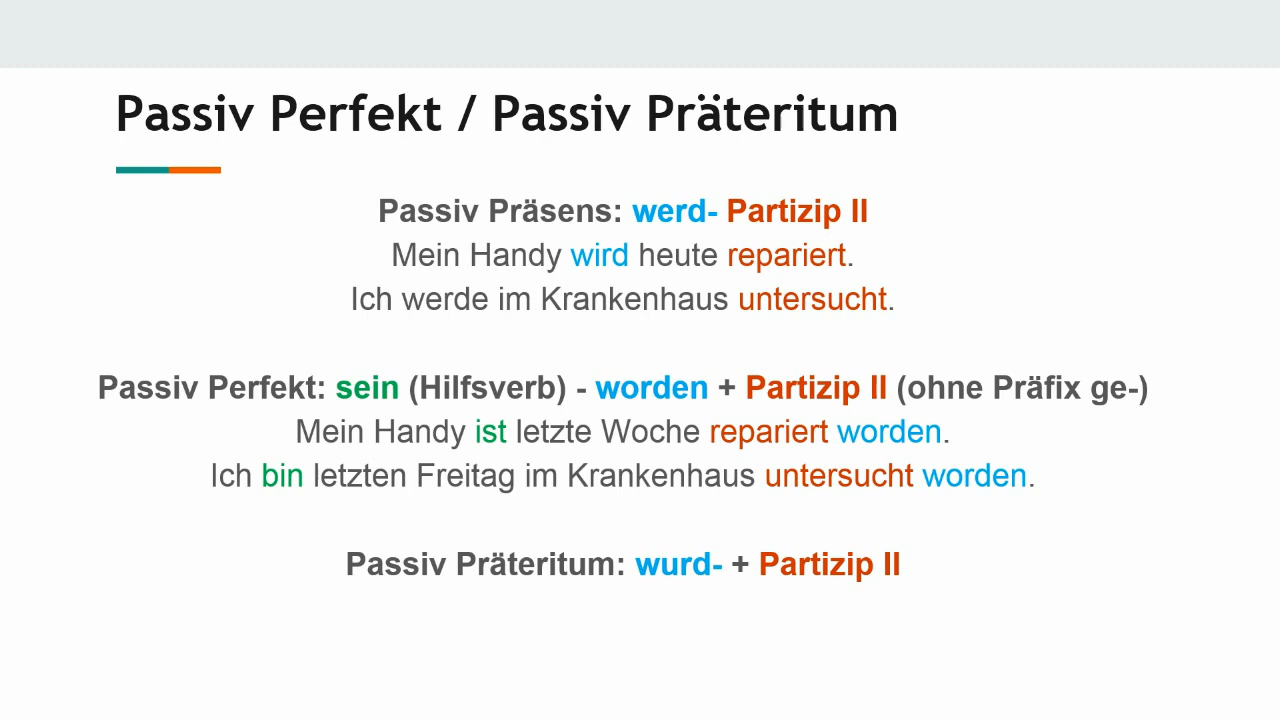 Passiv Perfekt / Passiv Präteritum
Passiv Präsens: werd- Partizip II
Mein Handy wird heute repariert.
Ich werde im Krankenhaus untersucht.
Passiv Perfekt: sein (Hilfsverb) - worden + Partizip II (ohne Präfix ge-)
Mein Handy ist letzte Woche repariert worden.
Ich bin letzten Freitag im Krankenhaus untersucht worden.
Passiv Präteritum: wurd- + Partizip II